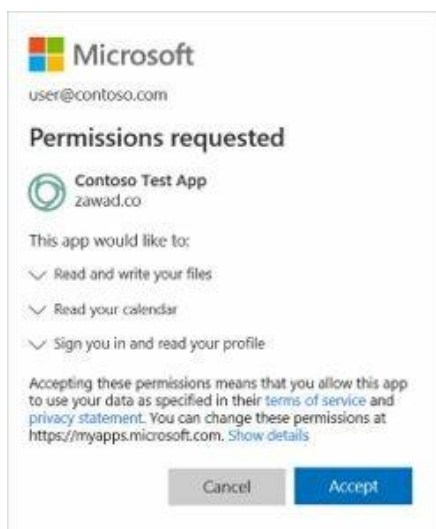 Microsoft
user@contoso.com
Permissions requested
Contoso Test App
zawad.co
This app would like to:
Read and write your files
Read your calendar
Sign you in and read your profile
Accepting these permissions means that you allow this app
to use your data as specified in their terms of service and
privacy statement. You can change these permissions at
https://myapps.microsoft.com. Show details
Cancel Accept